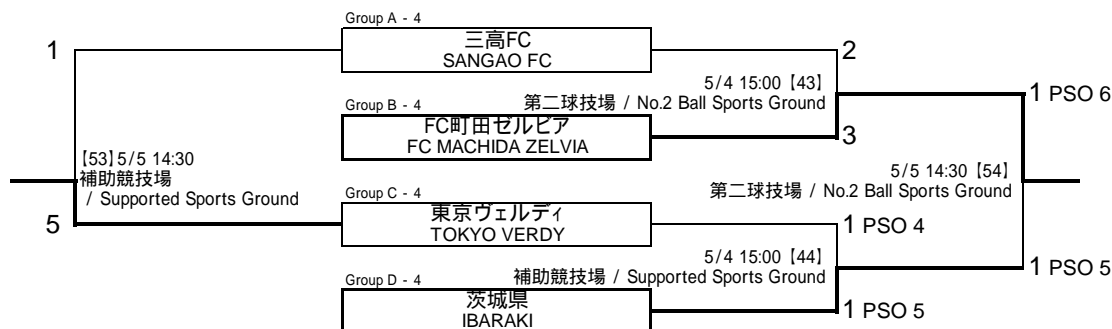 Group A - 4
1
三高FC
SANGAO FC
2
5/4 15:00【43】
第二球技場 / No.2 Ball Sports Ground
1 PSO 6
Group B - 4
FC町田ゼルビア
FC MACHIDA ZELVIA
3
【53】5/5 14:30
補助競技場
/ Supported Sports Ground
5/5 14:30【54】
第二球技場 / No.2 Ball Sports Ground
Group C - 4
5
東京ヴェルディ
TOKYO VERDY
1 PSO 4
5/4 15:00【44】
補助競技場 / Supported Sports Ground
1 PSO 5
Group D - 4
茨城県
IBARAKI
1 PSO 5